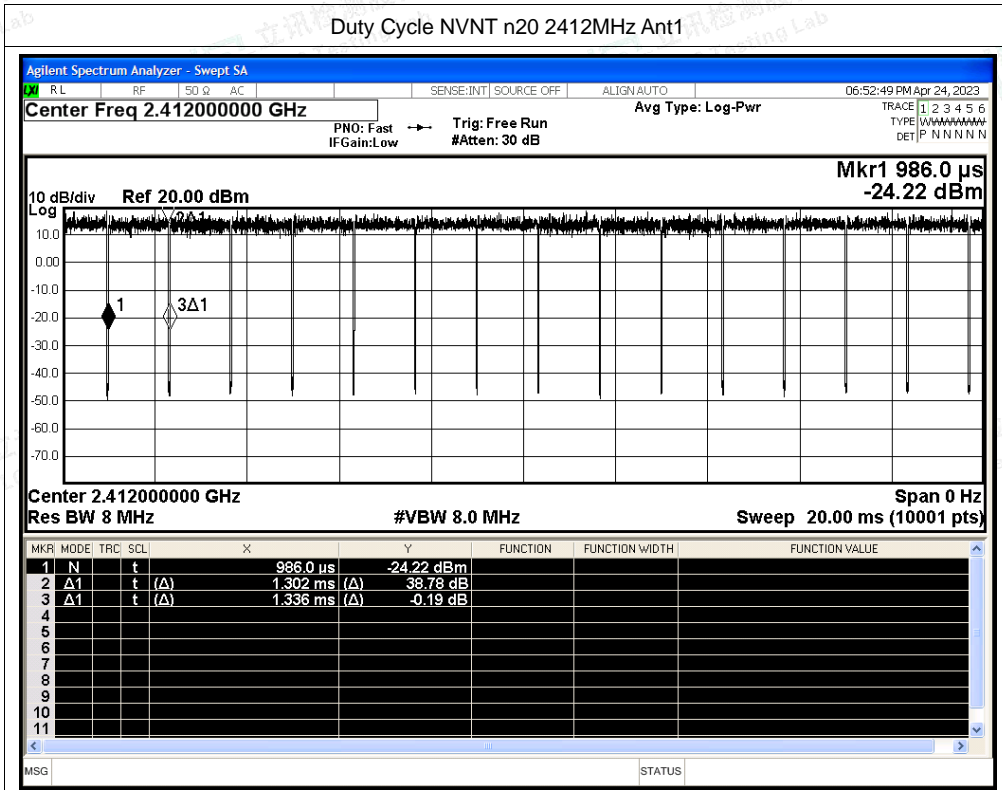 Duty Cycle NVNT n20 2412MHz Ant1
Agilent Spectrum Analyzer - Swept SA
LXI RL RF 50 Ω AC SENSE:INT SOURCE OFF ALIGN AUTO 06:52:49 PM Apr 24, 2023
Center Freq 2.412000000 GHz Avg Type: Log-Pwr TRACE 1 2 3 4 5 6
PNO: Fast Trig: Free Run TYPE W
IFGain:Low #Atten: 30 dB DET P N N N N N
Mkr1 986.0 µs
10 dB/div Ref 20.00 dBm -24.22 dBm
Log
2Δ1
10.0
0.00
-10.0
1 3Δ1
-20.0
-30.0
-40.0
-50.0
-60.0
-70.0
Center 2.412000000 GHz Span 0 Hz
Res BW 8 MHz #VBW 8.0 MHz Sweep 20.00 ms (10001 pts)
MKR MODE TRC SCL X Y FUNCTION FUNCTION WIDTH FUNCTION VALUE
1 N t 986.0 µs -24.22 dBm
2 Δ1 t (Δ) 1.302 ms (Δ) 38.78 dB
3 Δ1 t (Δ) 1.336 ms (Δ) -0.19 dB
4
5
6
7
8
9
10
11
MSG STATUS